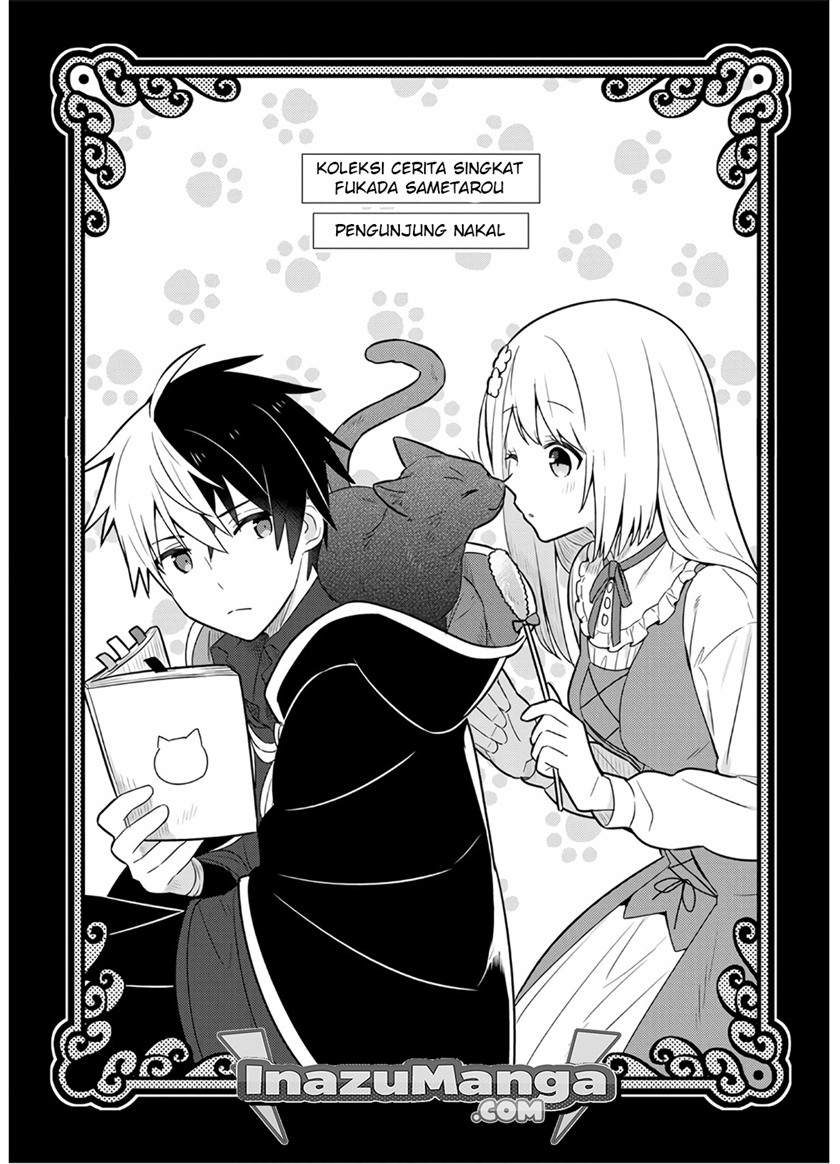 KOLEKSI CERITA SINGKAT
FUKADA SAMETAROU
PENGUNJUNG NAKAL
InazuManga
.COM